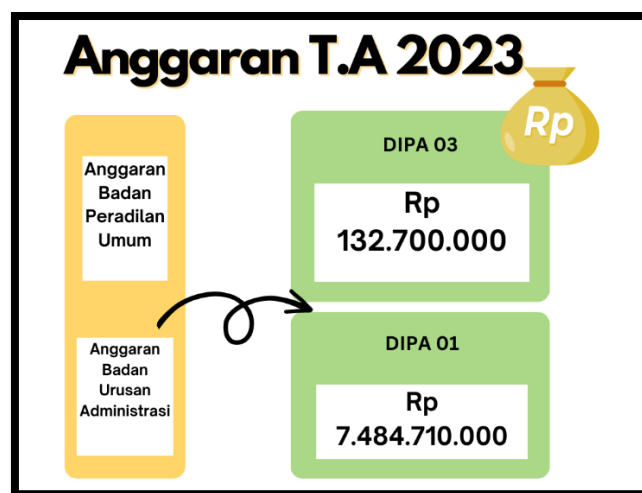 Anggaran T.A 2023
Rp
Anggaran
Badan
Peradilan
Umum
DIPA 03
Rp
132.700.000
Anggaran
Badan
Urusan
Administrasi
DIPA 01
Rp
7.484.710.000